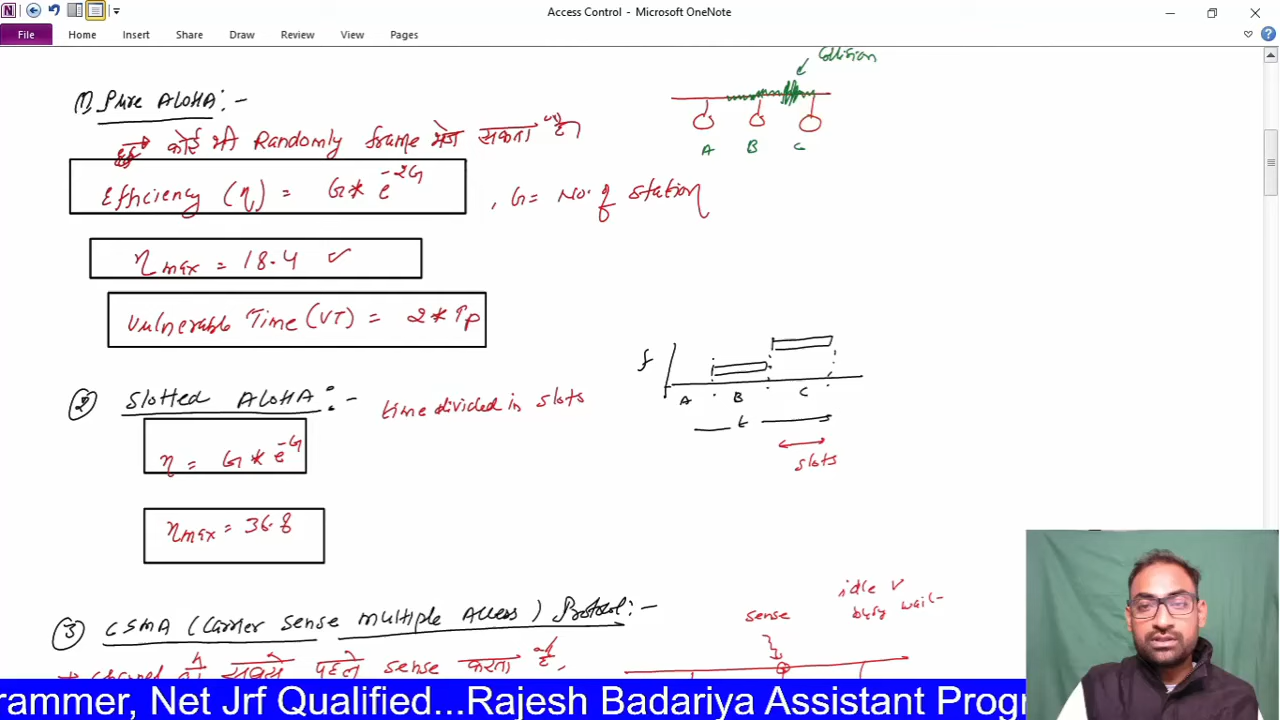 Access Control - Microsoft OneNote
File Home Insert Share Draw Review View Pages
Collision
A B C
(1) Pure ALOHA :-
कोई भी Randomly frame भेज सकता है
Efficiency (η) = G * e^-2G , G = No. of station
ηmax = 18.4 ✓
Vulnerable Time (VT) = 2 * Tp
f
A B C
t
slots
(2) Slotted ALOHA :- time divided in slots
η = G * e^-G
ηmax = 36.8
idle ✓
sense busy wait
(3) CSMA (Carrier Sense Multiple Access) Protocol :-
→ channel को सबसे पहले sense करता है,
grammer, Net Jrf Qualified...Rajesh Badariya Assistant Progr